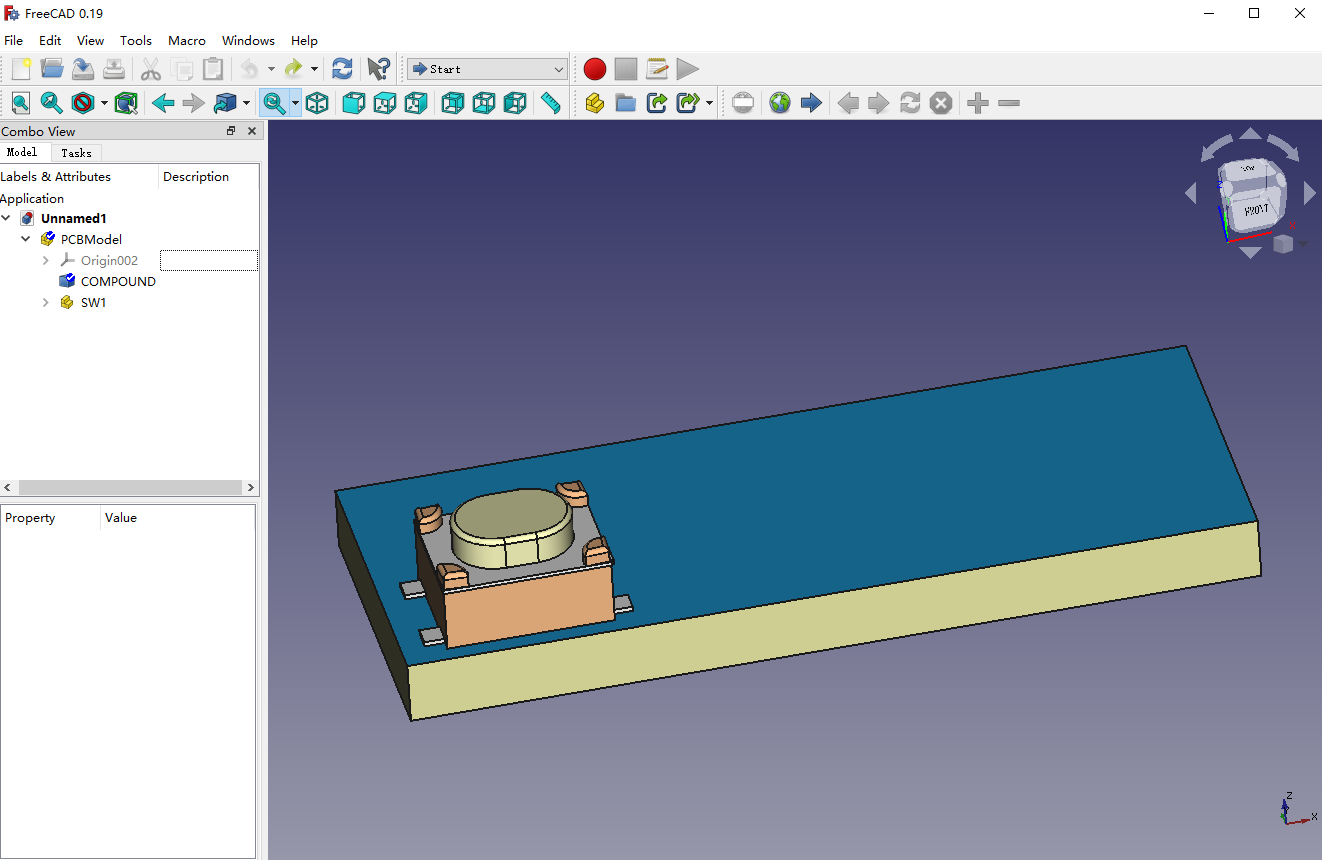 FreeCAD 0.19
File Edit View Tools Macro Windows Help
Start
Combo View
Model Tasks
Labels & Attributes Description
Application
Unnamed1
PCBModel
Origin002
COMPOUND
SW1
Property Value
FRONT
Z
X